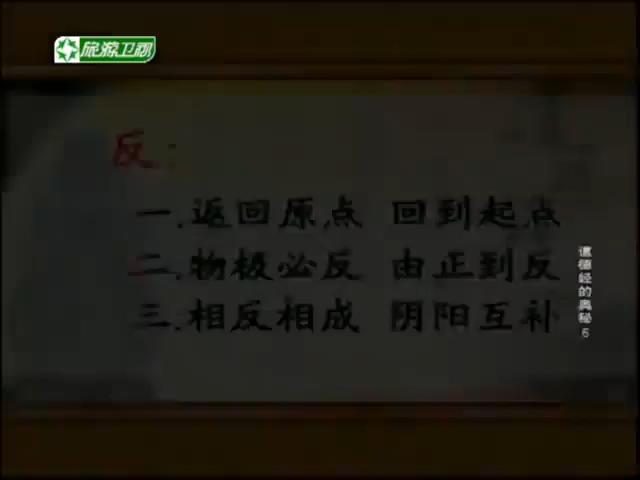 旅游卫视
反：
一.返回原点 回到起点
二.物极必反 由正到反
三.相反相成 阴阳互补
道德经的奥秘 6